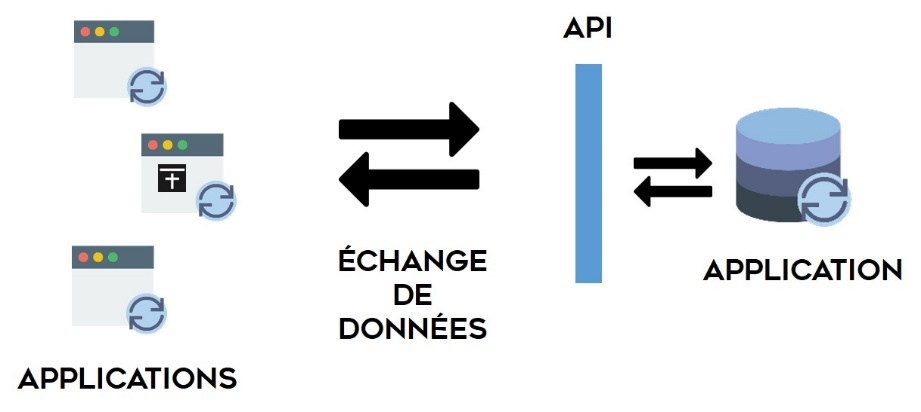 API
ÉCHANGE
DE
DONNÉES
APPLICATION
APPLICATIONS